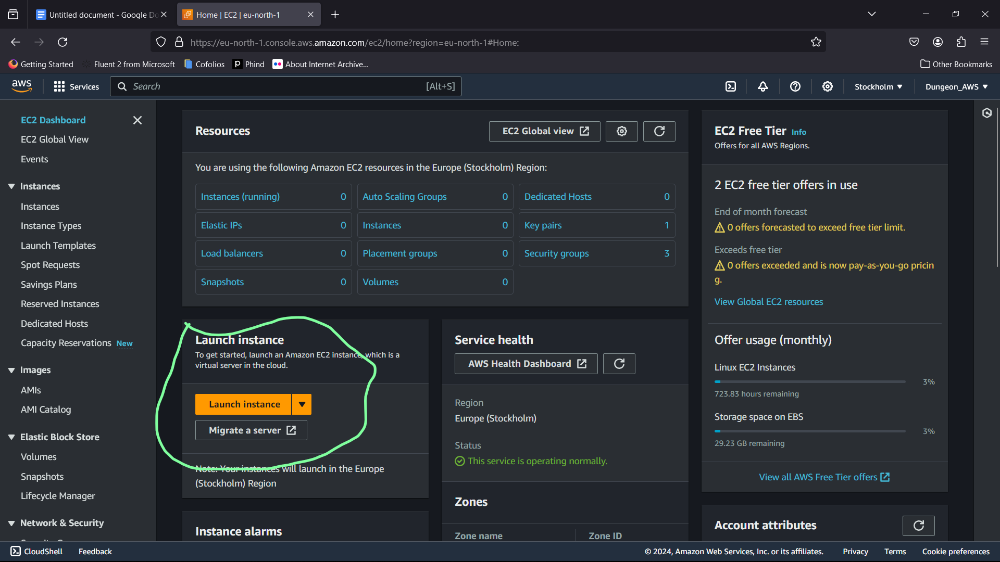 Untitled document - Google Do
Home | EC2 | eu-north-1
https://eu-north-1.console.aws.amazon.com/ec2/home?region=eu-north-1#Home:
Getting Started
Fluent 2 from Microsoft
Cofolios
Phind
About Internet Archive...
Other Bookmarks
aws
Services
Search
[Alt+S]
Stockholm
Dungeon_AWS
EC2 Dashboard
EC2 Global View
Events
Instances
Instances
Instance Types
Launch Templates
Spot Requests
Savings Plans
Reserved Instances
Dedicated Hosts
Capacity Reservations New
Images
AMIs
AMI Catalog
Elastic Block Store
Volumes
Snapshots
Lifecycle Manager
Network & Security
Resources
EC2 Global view
You are using the following Amazon EC2 resources in the Europe (Stockholm) Region:
Instances (running) 0
Auto Scaling Groups 0
Dedicated Hosts 0
Elastic IPs 0
Instances 0
Key pairs 1
Load balancers 0
Placement groups 0
Security groups 3
Snapshots 0
Volumes 0
Launch instance
To get started, launch an Amazon EC2 instance, which is a
virtual server in the cloud.
Launch instance
Migrate a server
Note: Your instances will launch in the Europe
(Stockholm) Region
Instance alarms
Service health
AWS Health Dashboard
Region
Europe (Stockholm)
Status
This service is operating normally.
Zones
Zone name
Zone ID
EC2 Free Tier Info
Offers for all AWS Regions.
2 EC2 free tier offers in use
End of month forecast
0 offers forecasted to exceed free tier limit.
Exceeds free tier
0 offers exceeded and is now pay-as-you-go pricin
g.
View Global EC2 resources
Offer usage (monthly)
Linux EC2 Instances
3%
723.83 hours remaining
Storage space on EBS
3%
29.23 GB remaining
View all AWS Free Tier offers
Account attributes
CloudShell
Feedback
© 2024, Amazon Web Services, Inc. or its affiliates.
Privacy
Terms
Cookie preferences